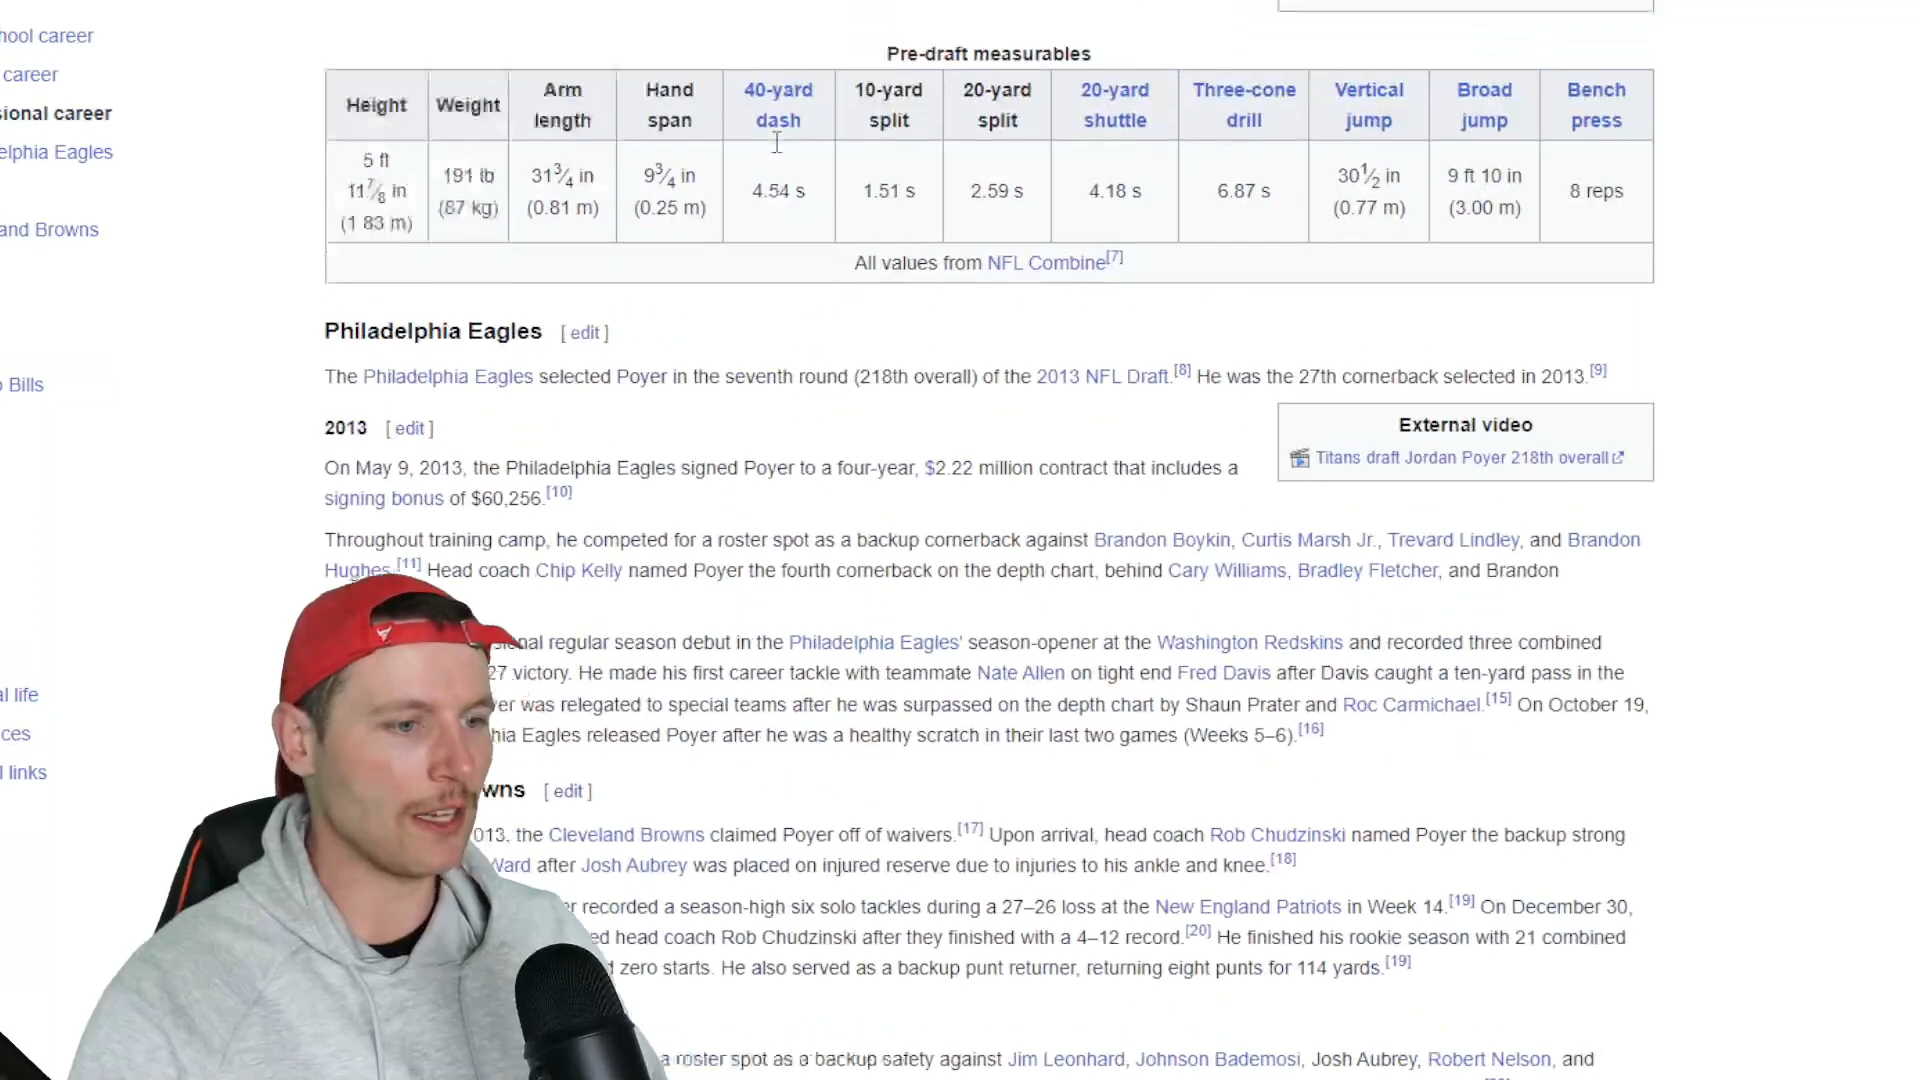 hool career
career
sional career
elphia Eagles
and Browns
Bills
al life
ces
l links
Pre-draft measurables
Height Weight Arm length Hand span 40-yard dash 10-yard split 20-yard split 20-yard shuttle Three-cone drill Vertical jump Broad jump Bench press
5 ft 11⁷⁄₈ in (1.83 m) 191 lb (87 kg) 31³⁄₄ in (0.81 m) 9³⁄₄ in (0.25 m) 4.54 s 1.51 s 2.59 s 4.18 s 6.87 s 30¹⁄₂ in (0.77 m) 9 ft 10 in (3.00 m) 8 reps
All values from NFL Combine[7]
Philadelphia Eagles [ edit ]
The Philadelphia Eagles selected Poyer in the seventh round (218th overall) of the 2013 NFL Draft.[8] He was the 27th cornerback selected in 2013.[9]
2013 [ edit ]
External video
Titans draft Jordan Poyer 218th overall
On May 9, 2013, the Philadelphia Eagles signed Poyer to a four-year, $2.22 million contract that includes a
signing bonus of $60,256.[10]
Throughout training camp, he competed for a roster spot as a backup cornerback against Brandon Boykin, Curtis Marsh Jr., Trevard Lindley, and Brandon
Hughes.[11] Head coach Chip Kelly named Poyer the fourth cornerback on the depth chart, behind Cary Williams, Bradley Fletcher, and Brandon
sional regular season debut in the Philadelphia Eagles' season-opener at the Washington Redskins and recorded three combined
27 victory. He made his first career tackle with teammate Nate Allen on tight end Fred Davis after Davis caught a ten-yard pass in the
er was relegated to special teams after he was surpassed on the depth chart by Shaun Prater and Roc Carmichael.[15] On October 19,
hia Eagles released Poyer after he was a healthy scratch in their last two games (Weeks 5–6).[16]
wns [ edit ]
013, the Cleveland Browns claimed Poyer off of waivers.[17] Upon arrival, head coach Rob Chudzinski named Poyer the backup strong
Ward after Josh Aubrey was placed on injured reserve due to injuries to his ankle and knee.[18]
er recorded a season-high six solo tackles during a 27–26 loss at the New England Patriots in Week 14.[19] On December 30,
ed head coach Rob Chudzinski after they finished with a 4–12 record.[20] He finished his rookie season with 21 combined
d zero starts. He also served as a backup punt returner, returning eight punts for 114 yards.[19]
a roster spot as a backup safety against Jim Leonhard, Johnson Bademosi, Josh Aubrey, Robert Nelson, and